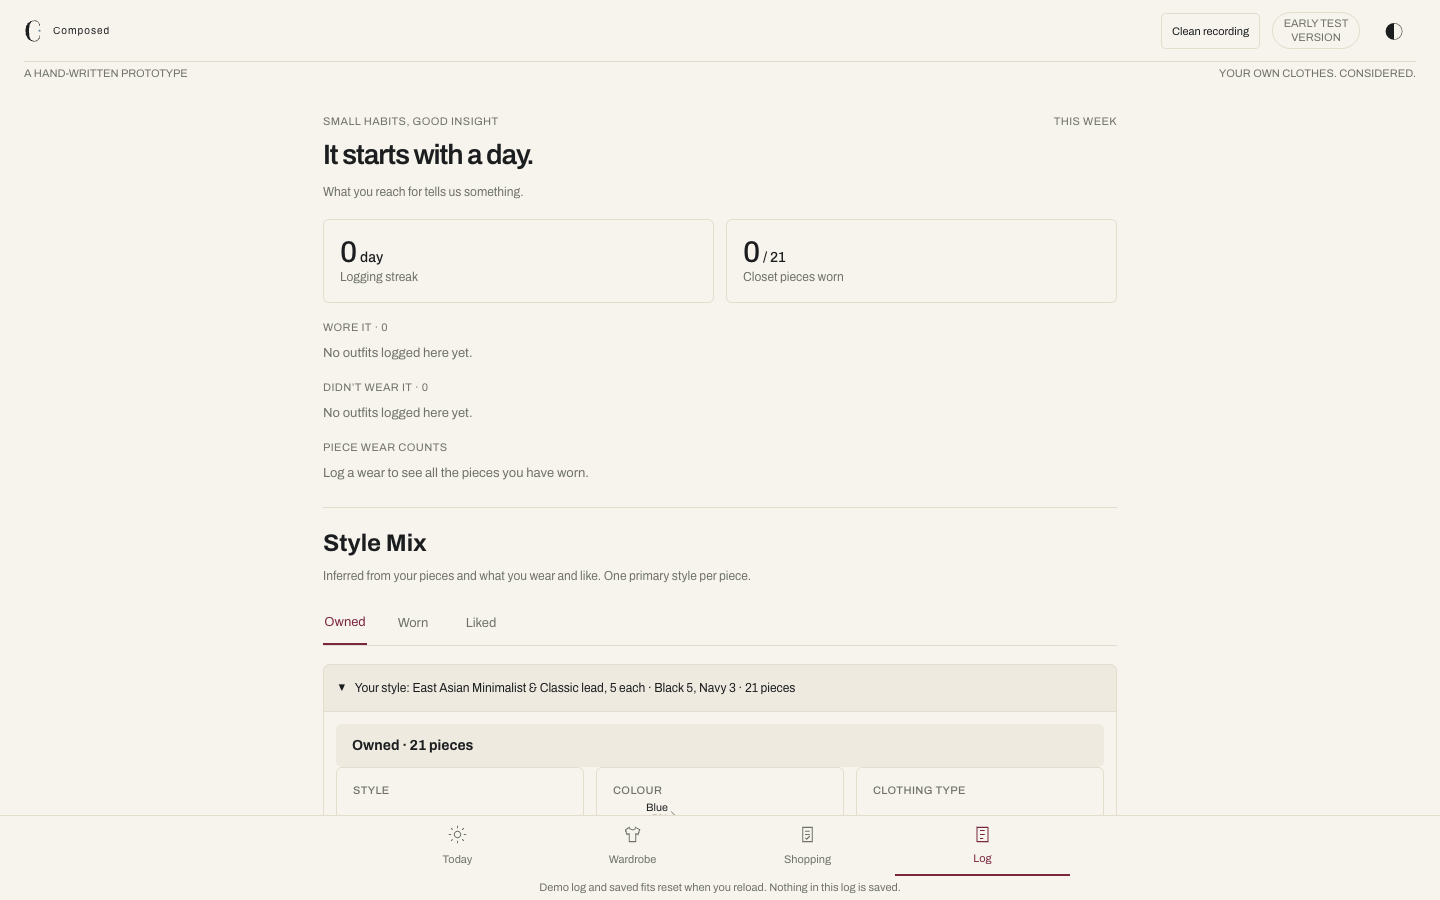 C Composed
Clean recording
EARLY TEST
VERSION
A HAND-WRITTEN PROTOTYPE
YOUR OWN CLOTHES. CONSIDERED.
SMALL HABITS, GOOD INSIGHT
THIS WEEK
It starts with a day.
What you reach for tells us something.
0 day
Logging streak
0 / 21
Closet pieces worn
WORE IT · 0
No outfits logged here yet.
DIDN'T WEAR IT · 0
No outfits logged here yet.
PIECE WEAR COUNTS
Log a wear to see all the pieces you have worn.
Style Mix
Inferred from your pieces and what you wear and like. One primary style per piece.
Owned Worn Liked
▼ Your style: East Asian Minimalist & Classic lead, 5 each · Black 5, Navy 3 · 21 pieces
Owned · 21 pieces
STYLE
COLOUR
CLOTHING TYPE
Blue
Today
Wardrobe
Shopping
Log
Demo log and saved fits reset when you reload. Nothing in this log is saved.